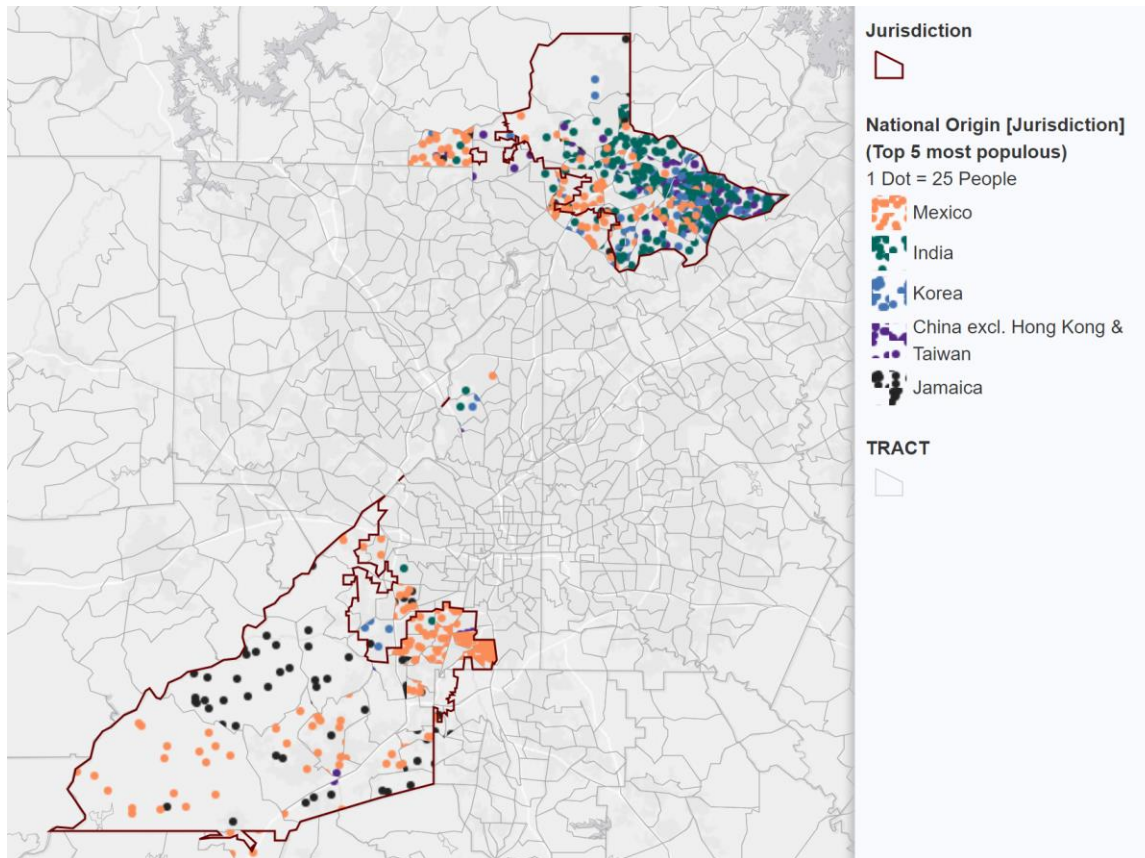 Jurisdiction
National Origin [Jurisdiction]
(Top 5 most populous)
1 Dot = 25 People
Mexico
India
Korea
China excl. Hong Kong &
Taiwan
Jamaica
TRACT